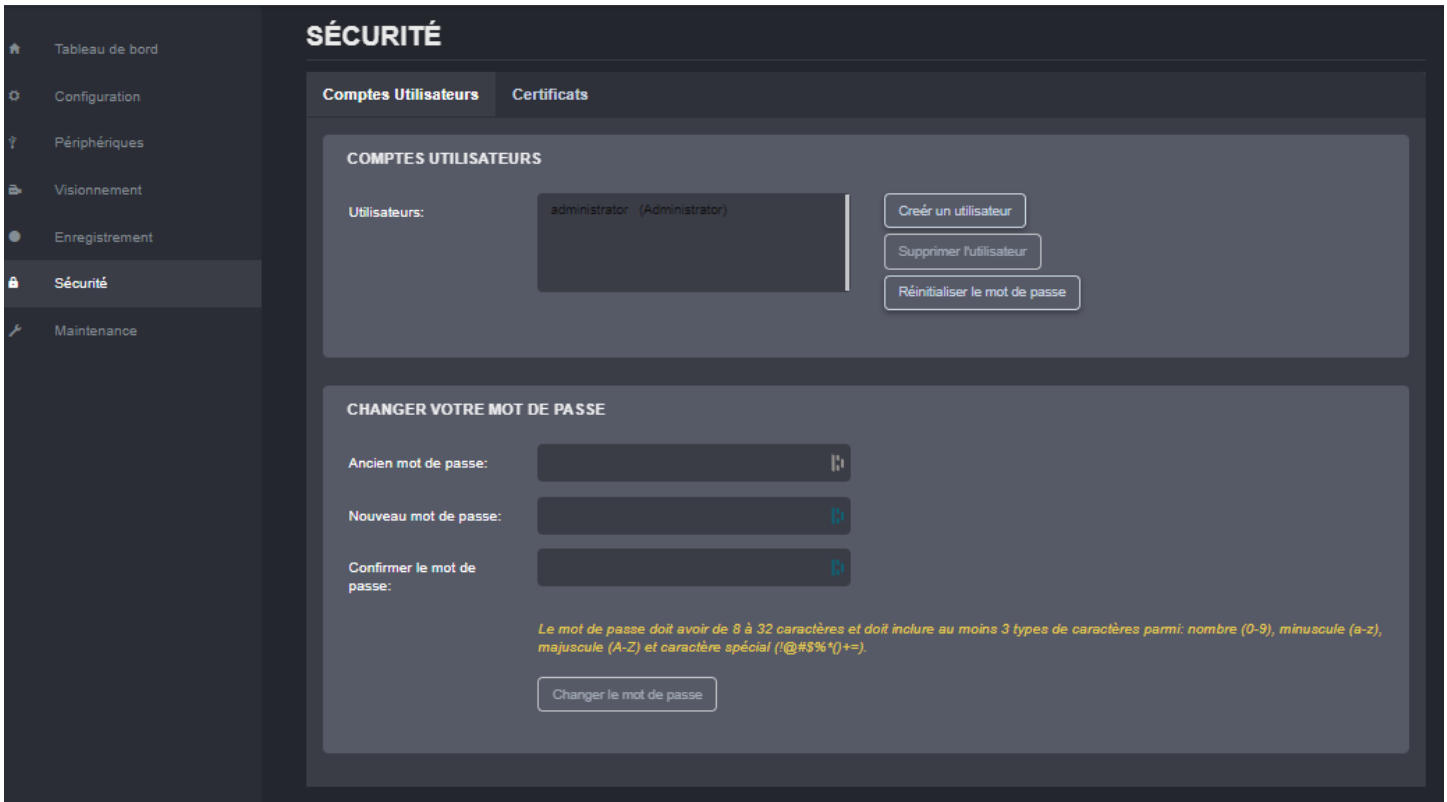 SÉCURITÉ
Tableau de bord
Configuration
Périphériques
Visionnement
Enregistrement
Sécurité
Maintenance
Comptes Utilisateurs
Certificats
COMPTES UTILISATEURS
Utilisateurs:
administrator (Administrator)
Creér un utilisateur
Supprimer l'utilisateur
Réinitialiser le mot de passe
CHANGER VOTRE MOT DE PASSE
Ancien mot de passe:
Nouveau mot de passe:
Confirmer le mot de
passe:
Le mot de passe doit avoir de 8 à 32 caractères et doit inclure au moins 3 types de caractères parmi: nombre (0-9), minuscule (a-z),
majuscule (A-Z) et caractère spécial (!@#$%*()+=).
Changer le mot de passe